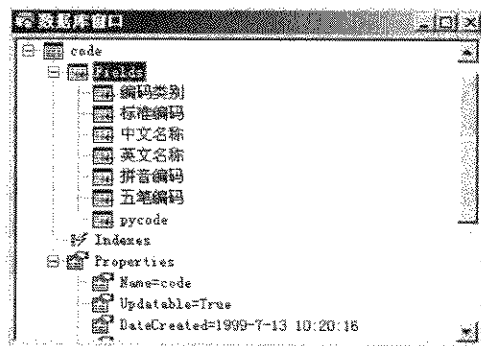 数据库窗口
code
Fields
编码类别
标准编码
中文名称
英文名称
拼音编码
五笔编码
pycode
Indexes
Properties
Name=code
Updatable=True
DateCreated=1999-7-13 10:20:16